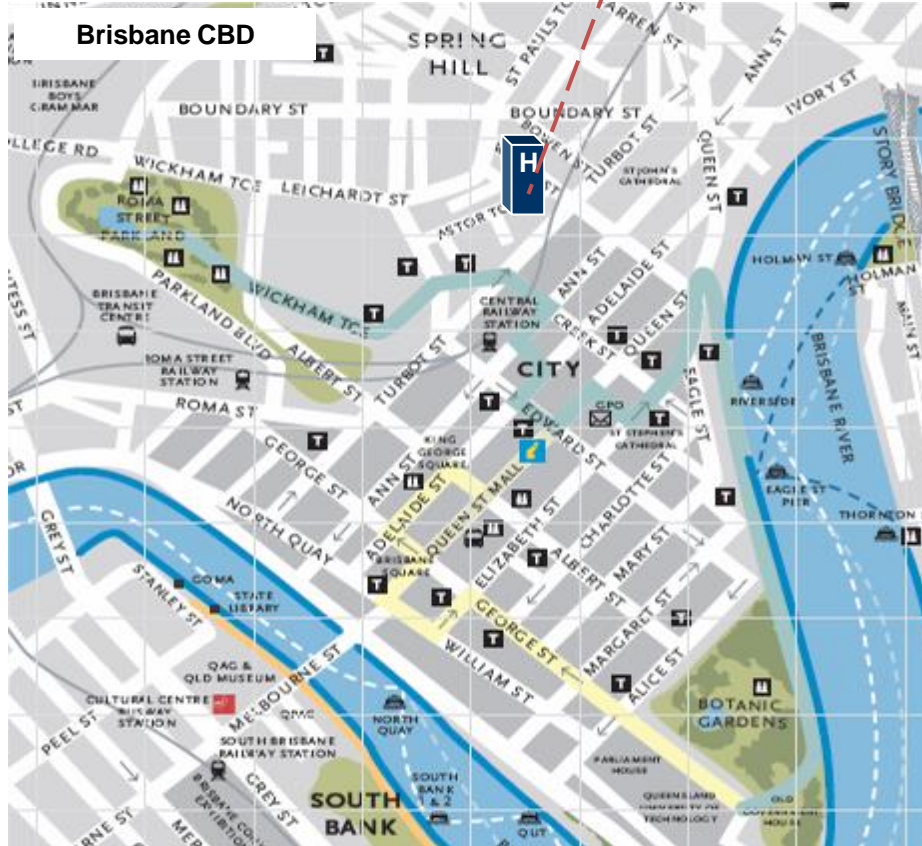 Brisbane CBD
SPRING
HILL
ST PAULS
WARREN ST
ANN ST
IVORY ST
BRISBANE
BOYS
GRAMMAR
BOUNDARY ST
BOUNDARY ST
BOWEN ST
TURBOT ST
QUEEN ST
STORY BRIDGE
H
T
WICKHAM TCE
LEICHARDT ST
ST JOHN'S
CATHEDRAL
ROMA
STREET
PARKLAND
HOLMAN ST
HOLMAN
ST
MAIN ST
ANN ST
ADELAIDE ST
QUEEN ST
CREEK ST
BRISBANE
TRANSIT
CENTRE
PARKLAND BLVD
WICKHAM TCE
CENTRAL
RAILWAY
STATION
ALBERT ST
TURBOT ST
CITY
EAGLE ST
BRISBANE RIVER
ROMA STREET
RAILWAY
STATION
ROMA ST
RIVERSIDE
GPO
ST STEPHEN'S
CATHEDRAL
EDWARD ST
KING
GEORGE
SQUARE
GEORGE ST
ANN ST
ADELAIDE ST
QUEEN ST MALL
EAGLE ST
PIER
THORNTON
NORTH QUAY
GREY ST
ELIZABETH ST
CHARLOTTE ST
MARY ST
ALBERT ST
BRISBANE
SQUARE
STANLEY ST
GOMA
STATE
LIBRARY
GEORGE ST
MARGARET ST
WILLIAM ST
ALICE ST
QAG &
QLD MUSEUM
MELBOURNE ST
CULTURAL CENTRE
BUSWAY
STATION
QPAC
PEEL ST
NORTH
QUAY
BOTANIC
GARDENS
SOUTH BRISBANE
RAILWAY STATION
PARLIAMENT
HOUSE
GREY ST
SOUTH
BANK
1 & 2
SOUTH
BANK
QUT
QUEENSLAND
UNIVERSITY OF
TECHNOLOGY
OLD
GOVERNMENT
HOUSE